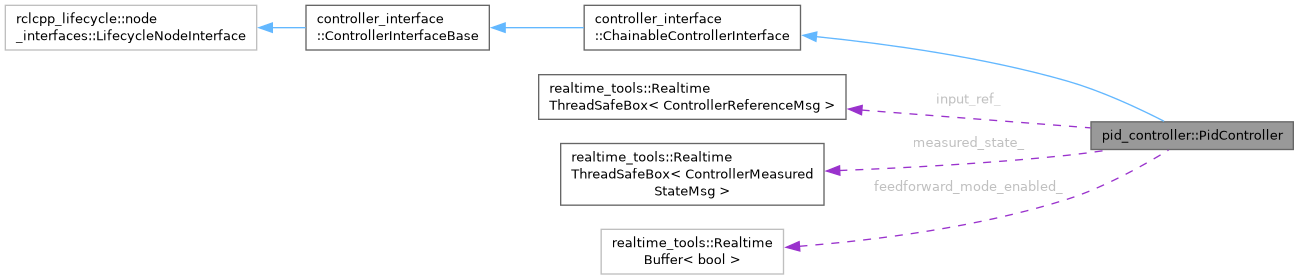 rclcpp_lifecycle::node
_interfaces::LifecycleNodeInterface
controller_interface
::ControllerInterfaceBase
controller_interface
::ChainableControllerInterface
realtime_tools::Realtime
ThreadSafeBox< ControllerReferenceMsg >
input_ref_
pid_controller::PidController
measured_state_
realtime_tools::Realtime
ThreadSafeBox< ControllerMeasured
StateMsg >
feedforward_mode_enabled_
realtime_tools::Realtime
Buffer< bool >